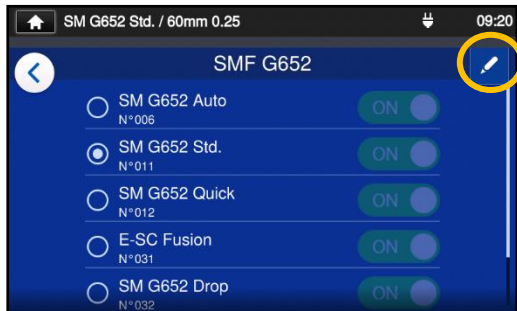 SM G652 Std. / 60mm 0.25 09:20
SMF G652
SM G652 Auto ON
N°006
SM G652 Std. ON
N°011
SM G652 Quick ON
N°012
E-SC Fusion ON
N°031
SM G652 Drop ON
N°032